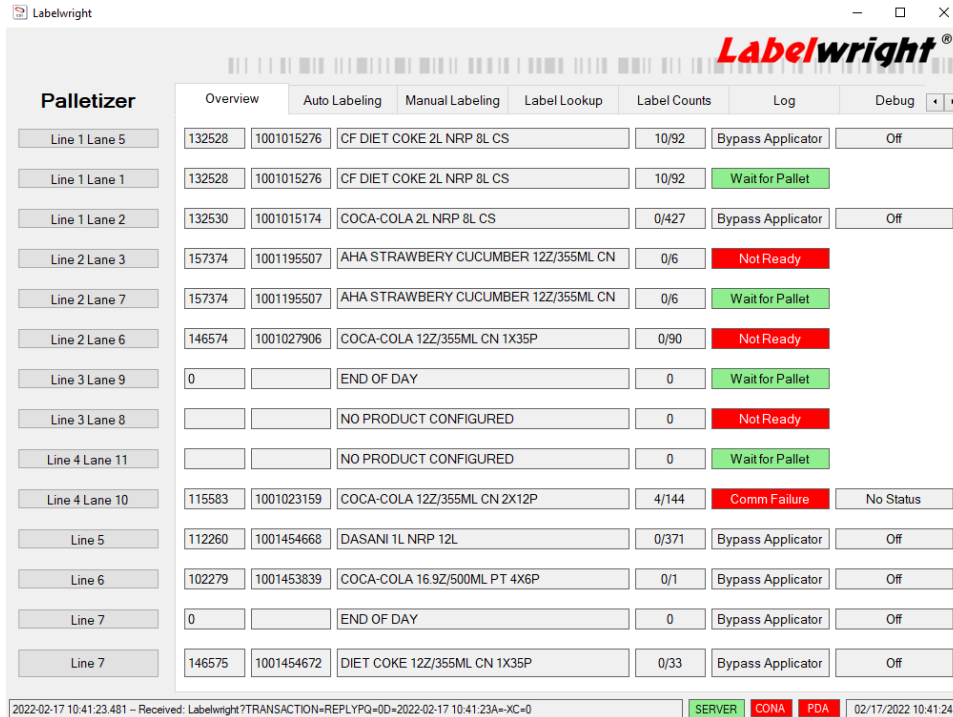 Labelwright
Labelwright®
Palletizer
Overview Auto Labeling Manual Labeling Label Lookup Label Counts Log Debug
Line 1 Lane 5 132528 1001015276 CF DIET COKE 2L NRP 8L CS 10/92 Bypass Applicator Off
Line 1 Lane 1 132528 1001015276 CF DIET COKE 2L NRP 8L CS 10/92 Wait for Pallet
Line 1 Lane 2 132530 1001015174 COCA-COLA 2L NRP 8L CS 0/427 Bypass Applicator Off
Line 2 Lane 3 157374 1001195507 AHA STRAWBERY CUCUMBER 12Z/355ML CN 0/6 Not Ready
Line 2 Lane 7 157374 1001195507 AHA STRAWBERY CUCUMBER 12Z/355ML CN 0/6 Wait for Pallet
Line 2 Lane 6 146574 1001027906 COCA-COLA 12Z/355ML CN 1X35P 0/90 Not Ready
Line 3 Lane 9 0 END OF DAY 0 Wait for Pallet
Line 3 Lane 8 NO PRODUCT CONFIGURED 0 Not Ready
Line 4 Lane 11 NO PRODUCT CONFIGURED 0 Wait for Pallet
Line 4 Lane 10 115583 1001023159 COCA-COLA 12Z/355ML CN 2X12P 4/144 Comm Failure No Status
Line 5 112260 1001454668 DASANI 1L NRP 12L 0/371 Bypass Applicator Off
Line 6 102279 1001453839 COCA-COLA 16.9Z/500ML PT 4X6P 0/1 Bypass Applicator Off
Line 7 0 END OF DAY 0 Bypass Applicator Off
Line 7 146575 1001454672 DIET COKE 12Z/355ML CN 1X35P 0/33 Bypass Applicator Off
2022-02-17 10:41:23.481 -- Received: Labelwright?TRANSACTION=REPLYPQ=0D=2022-02-17 10:41:23A=-XC=0 SERVER CONA PDA 02/17/2022 10:41:24